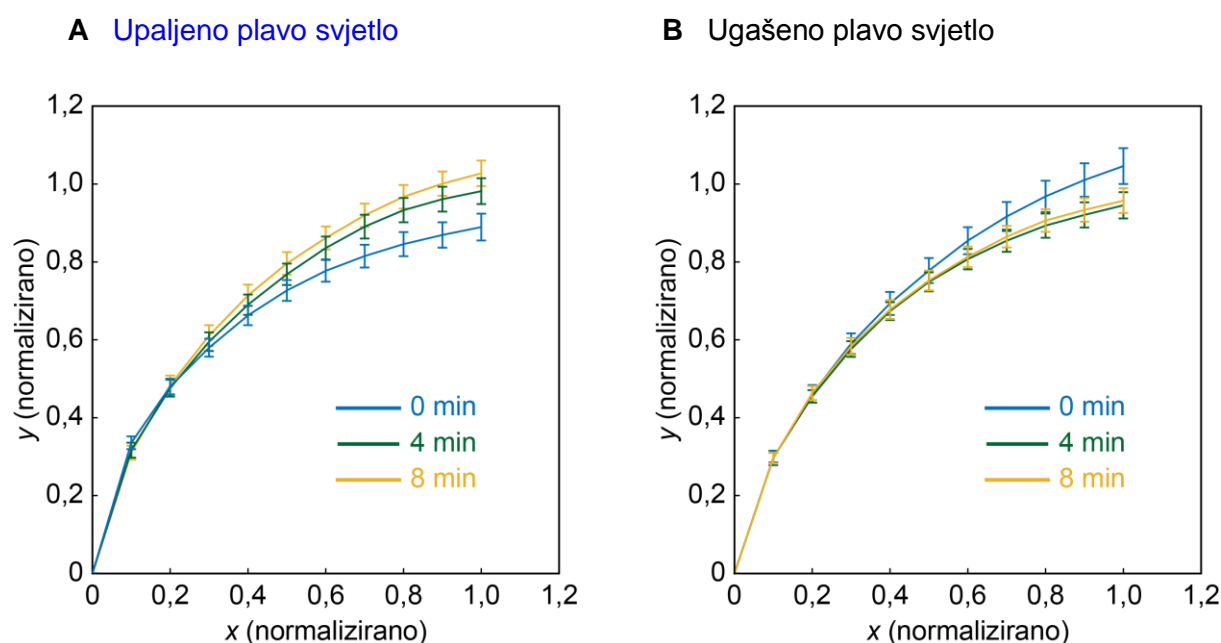 A Upaljeno plavo svjetlo
1,2
1,0
0,8
0,6
0,4
0,2
0
y (normalizirano)
0 min
4 min
8 min
0 0,2 0,4 0,6 0,8 1,0 1,2
x (normalizirano)
B Ugašeno plavo svjetlo
1,2
1,0
0,8
0,6
0,4
0,2
0
y (normalizirano)
0 min
4 min
8 min
0 0,2 0,4 0,6 0,8 1,0 1,2
x (normalizirano)